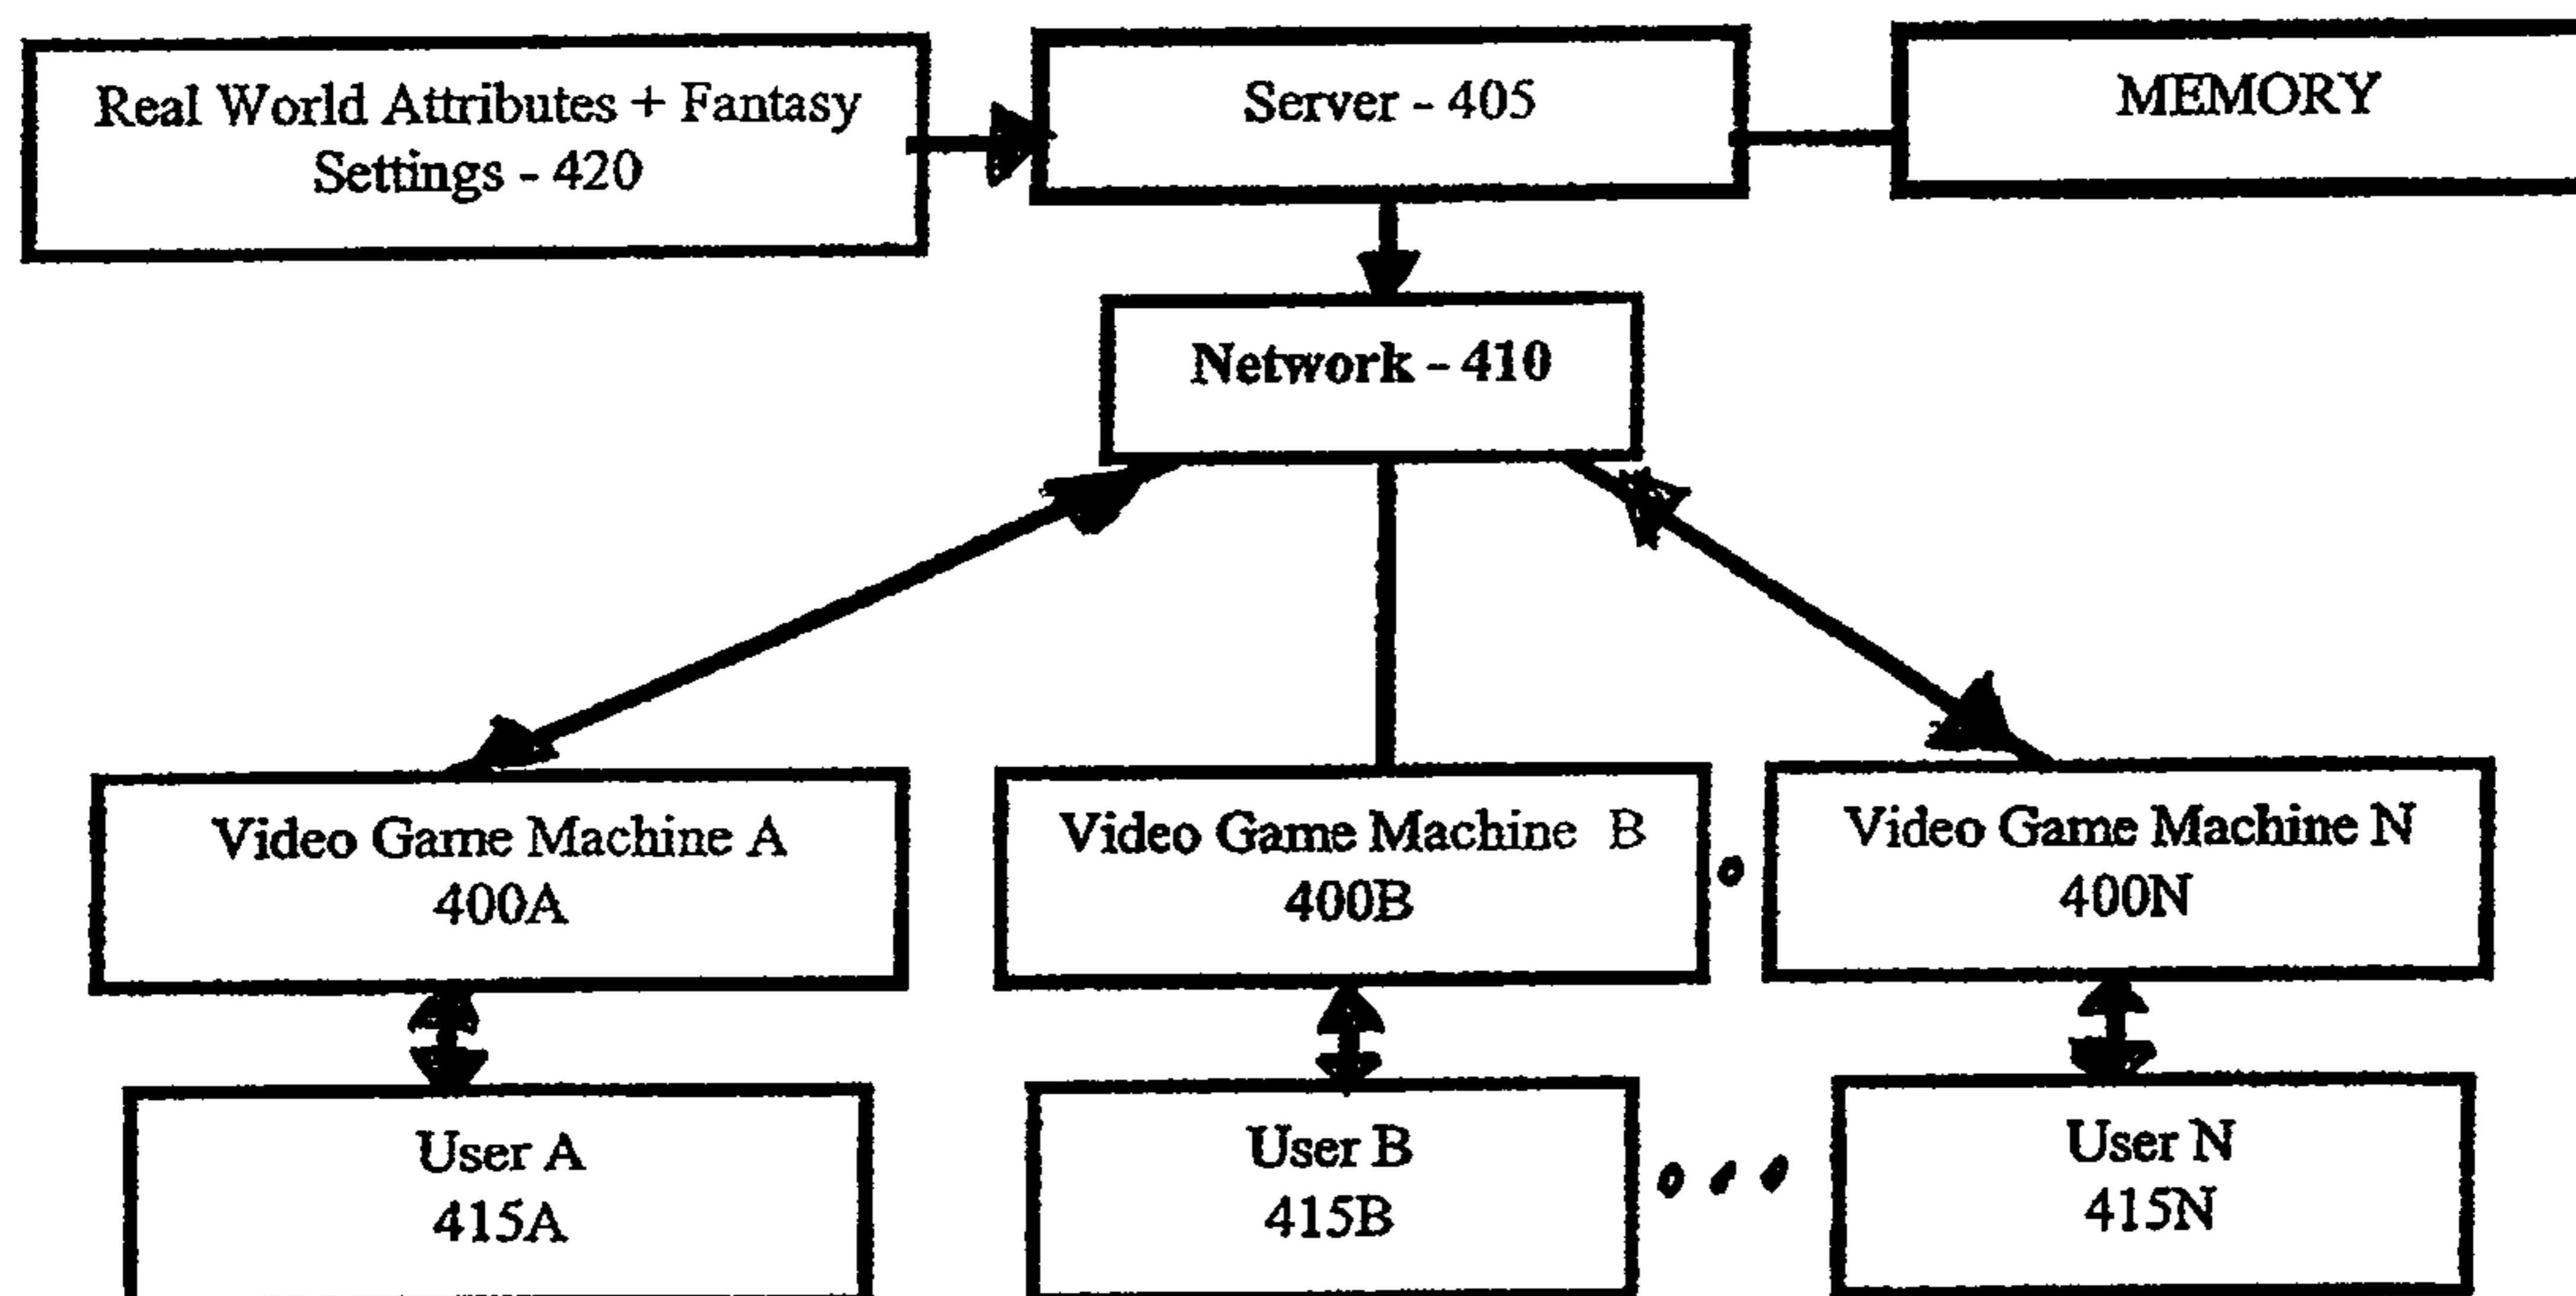 Real World Attributes + Fantasy
Settings - 420
Server - 405
MEMORY
Network - 410
Video Game Machine A
400A
Video Game Machine B
400B
Video Game Machine N
400N
User A
415A
User B
415B
User N
415N